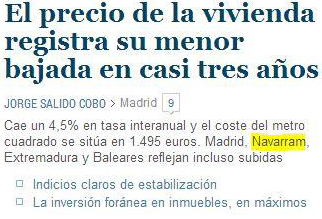 El precio de la vivienda
registra su menor
bajada en casi tres años
JORGE SALIDO COBO > Madrid 9
Cae un 4,5% en tasa interanual y el coste del metro
cuadrado se sitúa en 1.495 euros. Madrid, Navarram,
Extremadura y Baleares reflejan incluso subidas
Indicios claros de estabilización
La inversión foránea en inmuebles, en máximos